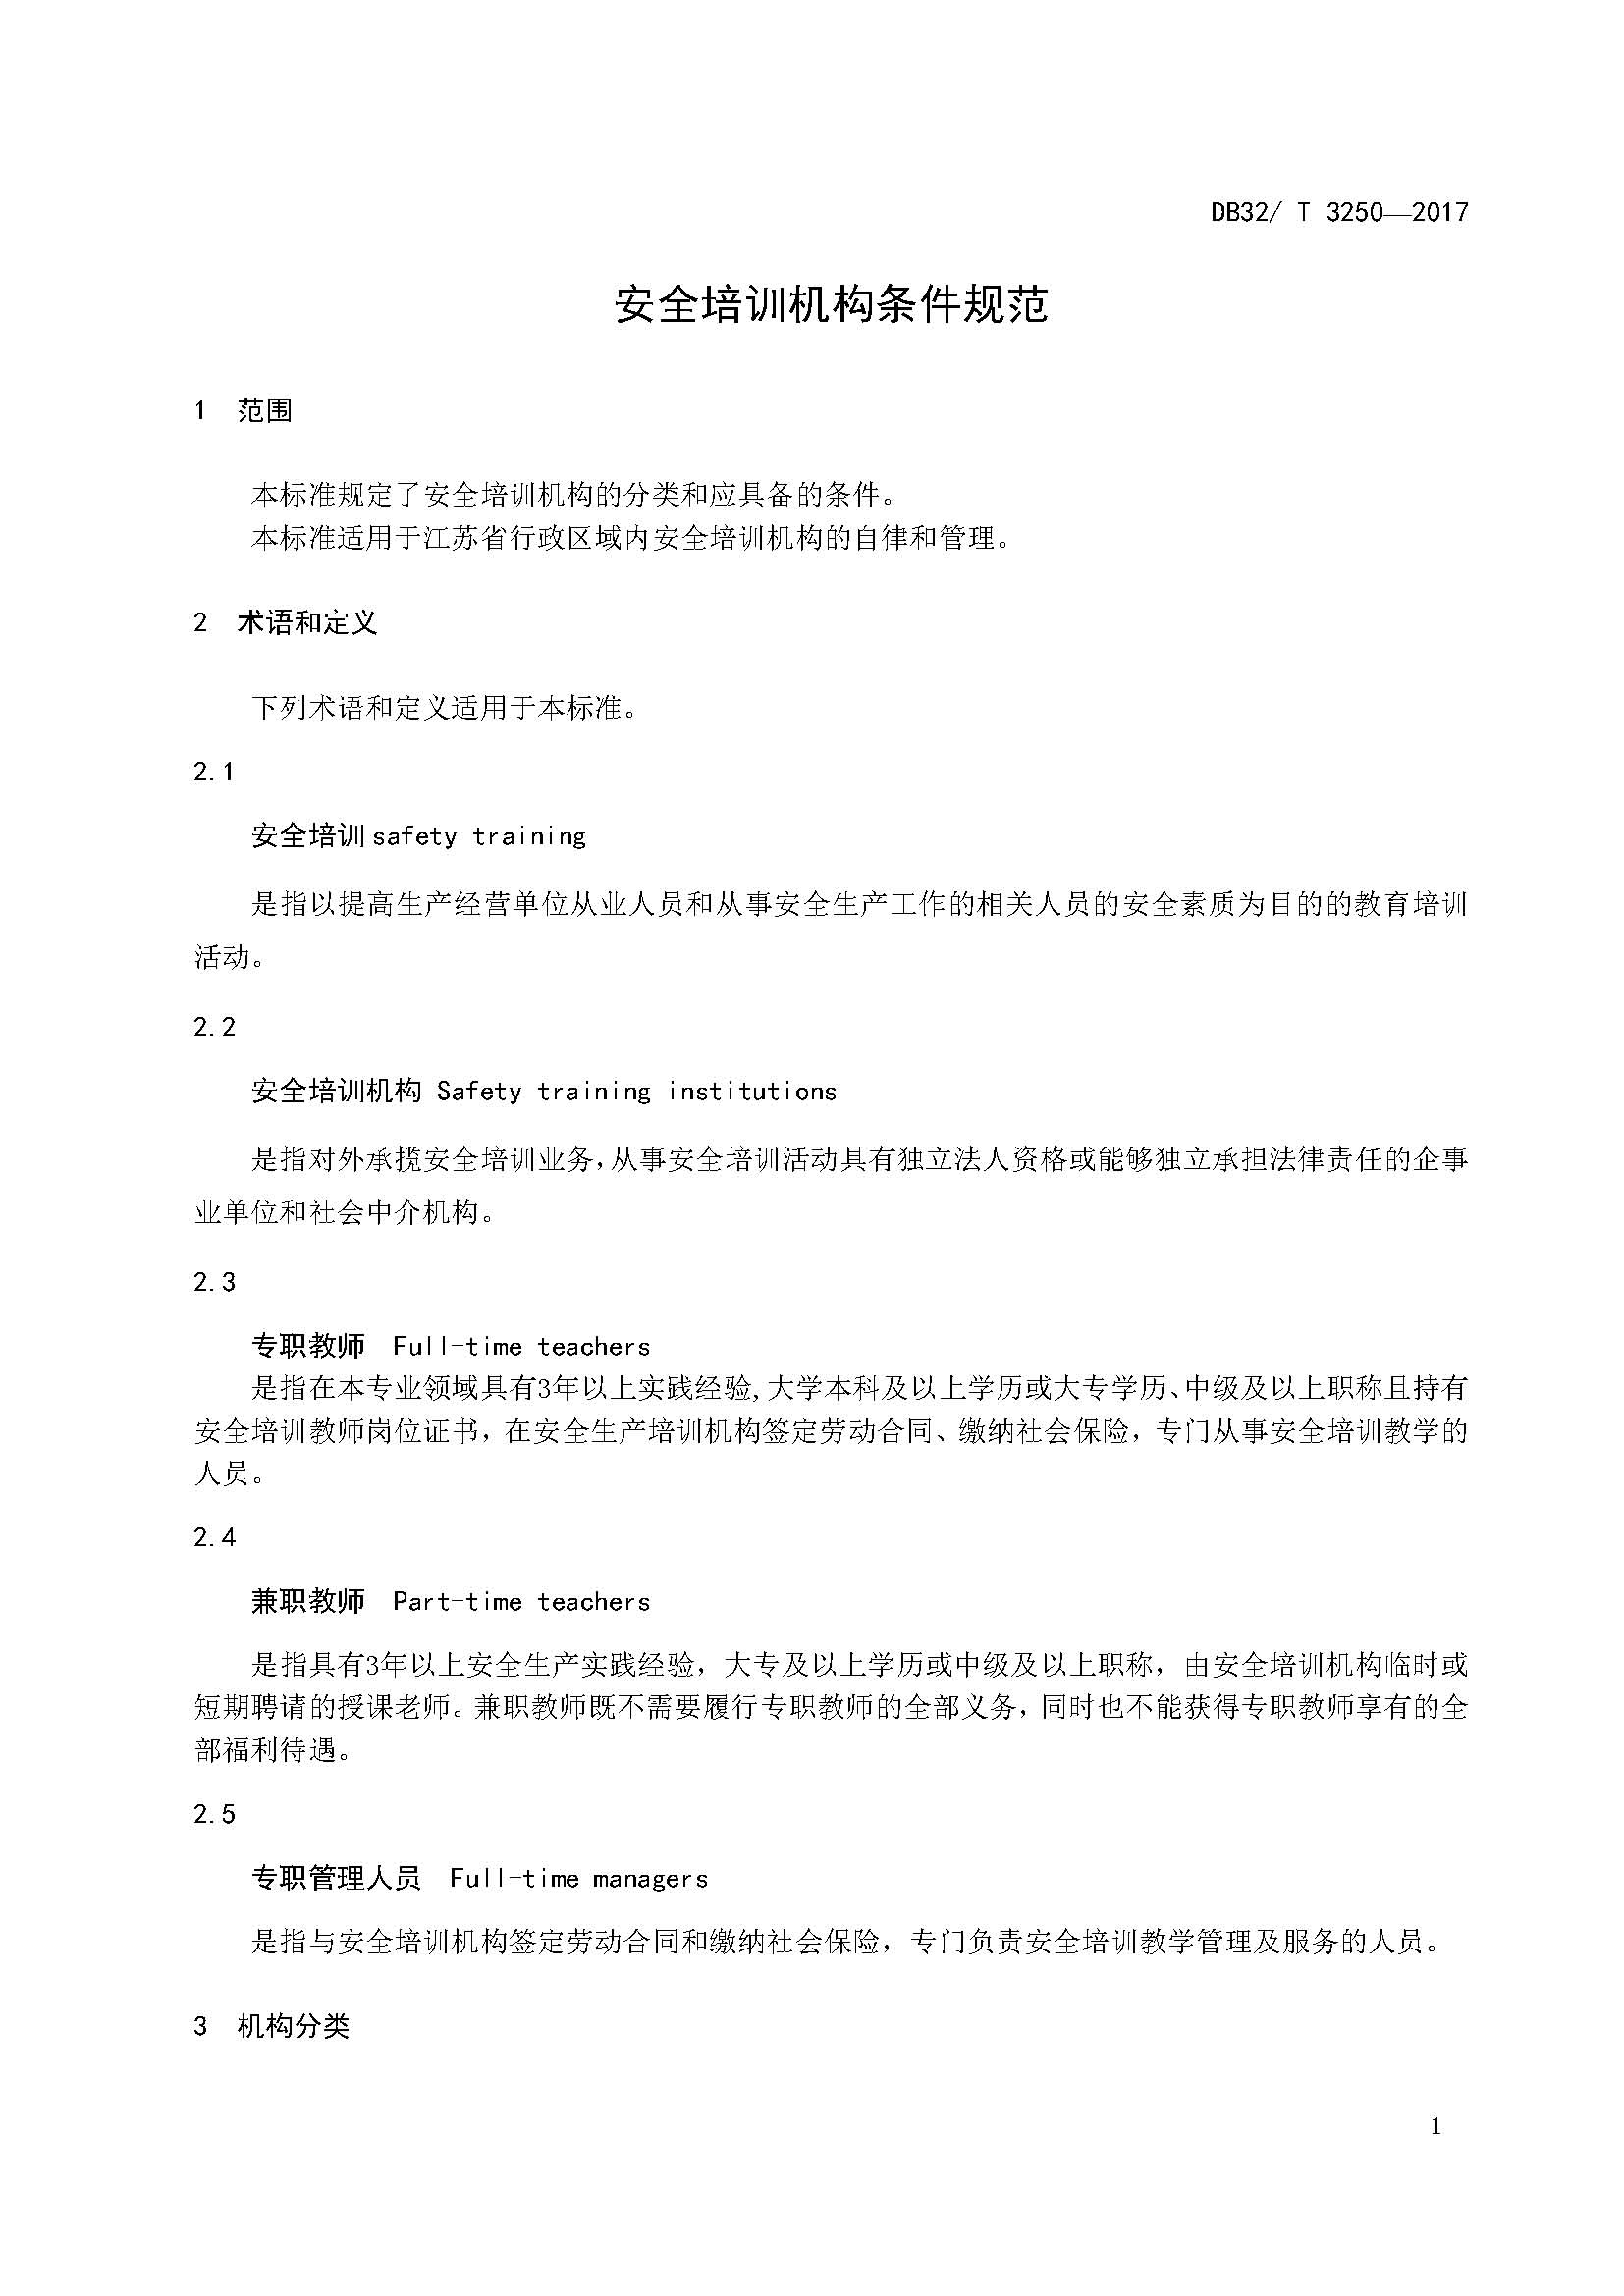 DB32/ T 3250—2017
安全培训机构条件规范
1 范围
本标准规定了安全培训机构的分类和应具备的条件。
本标准适用于江苏省行政区域内安全培训机构的自律和管理。
2 术语和定义
下列术语和定义适用于本标准。
2.1
安全培训 safety training
是指以提高生产经营单位从业人员和从事安全生产工作的相关人员的安全素质为目的的教育培训
活动。
2.2
安全培训机构 Safety training institutions
是指对外承揽安全培训业务,从事安全培训活动具有独立法人资格或能够独立承担法律责任的企事
业单位和社会中介机构。
2.3
专职教师 Full-time teachers
是指在本专业领域具有3年以上实践经验,大学本科及以上学历或大专学历、中级及以上职称且持有
安全培训教师岗位证书，在安全生产培训机构签定劳动合同、缴纳社会保险，专门从事安全培训教学的
人员。
2.4
兼职教师 Part-time teachers
是指具有3年以上安全生产实践经验，大专及以上学历或中级及以上职称，由安全培训机构临时或
短期聘请的授课老师。兼职教师既不需要履行专职教师的全部义务，同时也不能获得专职教师享有的全
部福利待遇。
2.5
专职管理人员 Full-time managers
是指与安全培训机构签定劳动合同和缴纳社会保险，专门负责安全培训教学管理及服务的人员。
3 机构分类
1